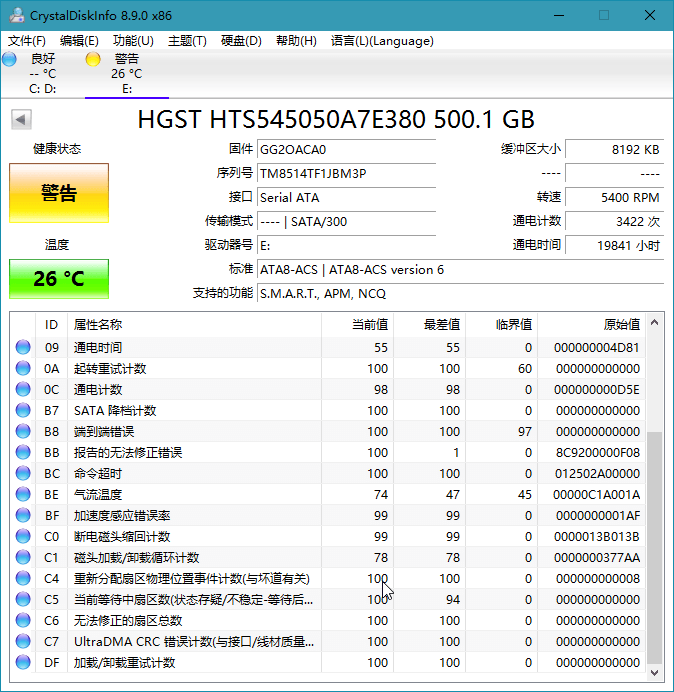 CrystalDiskInfo 8.9.0 x86
文件(F) 编辑(E) 功能(U) 主题(T) 硬盘(D) 帮助(H) 语言(L)(Language)
良好 警告
-- °C 26 °C
C: D: E:
HGST HTS545050A7E380 500.1 GB
健康状态 固件 GG2OACA0 缓冲区大小 8192 KB
警告 序列号 TM8514TF1JBM3P ---- ----
接口 Serial ATA 转速 5400 RPM
传输模式 ---- | SATA/300 通电计数 3422 次
温度 驱动器号 E: 通电时间 19841 小时
26 °C 标准 ATA8-ACS | ATA8-ACS version 6
支持的功能 S.M.A.R.T., APM, NCQ
ID 属性名称 当前值 最差值 临界值 原始值
09 通电时间 55 55 0 000000004D81
0A 起转重试计数 100 100 60 000000000000
0C 通电计数 98 98 0 000000000D5E
B7 SATA 降档计数 100 100 0 000000000000
B8 端到端错误 100 100 97 000000000000
BB 报告的无法修正错误 100 1 0 8C9200000F08
BC 命令超时 100 100 0 012502A00000
BE 气流温度 74 47 45 00000C1A001A
BF 加速度感应错误率 99 99 0 0000000001AF
C0 断电磁头缩回计数 99 99 0 0000013B013B
C1 磁头加载/卸载循环计数 78 78 0 0000000377AA
C4 重新分配扇区物理位置事件计数(与坏道有关) 100 100 0 000000000008
C5 当前等待中扇区数(状态存疑/不稳定-等待后... 100 94 0 000000000000
C6 无法修正的扇区总数 100 100 0 000000000000
C7 UltraDMA CRC 错误计数(与接口/线材质量... 100 100 0 000000000000
DF 加载/卸载重试计数 100 100 0 000000000000